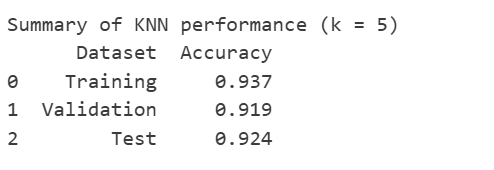 Summary of KNN performance (k = 5)
Dataset Accuracy
0 Training 0.937
1 Validation 0.919
2 Test 0.924